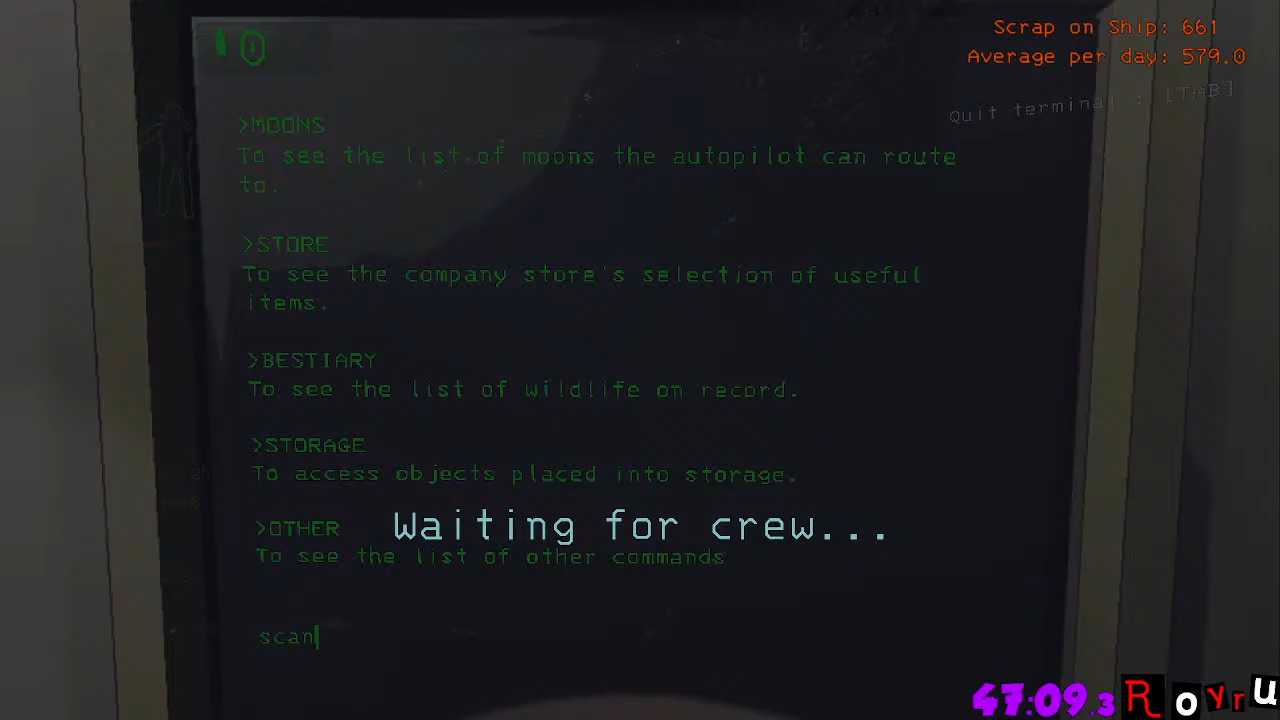 Scrap on Ship: 661
Average per day: 579.0
Quit terminal : [TAB]
>MOONS
To see the list of moons the autopilot can route
to.
>STORE
To see the company store's selection of useful
items.
>BESTIARY
To see the list of wildlife on record.
>STORAGE
To access objects placed into storage.
>OTHER
To see the list of other commands
Waiting for crew...
scan
47:09.3
Royru